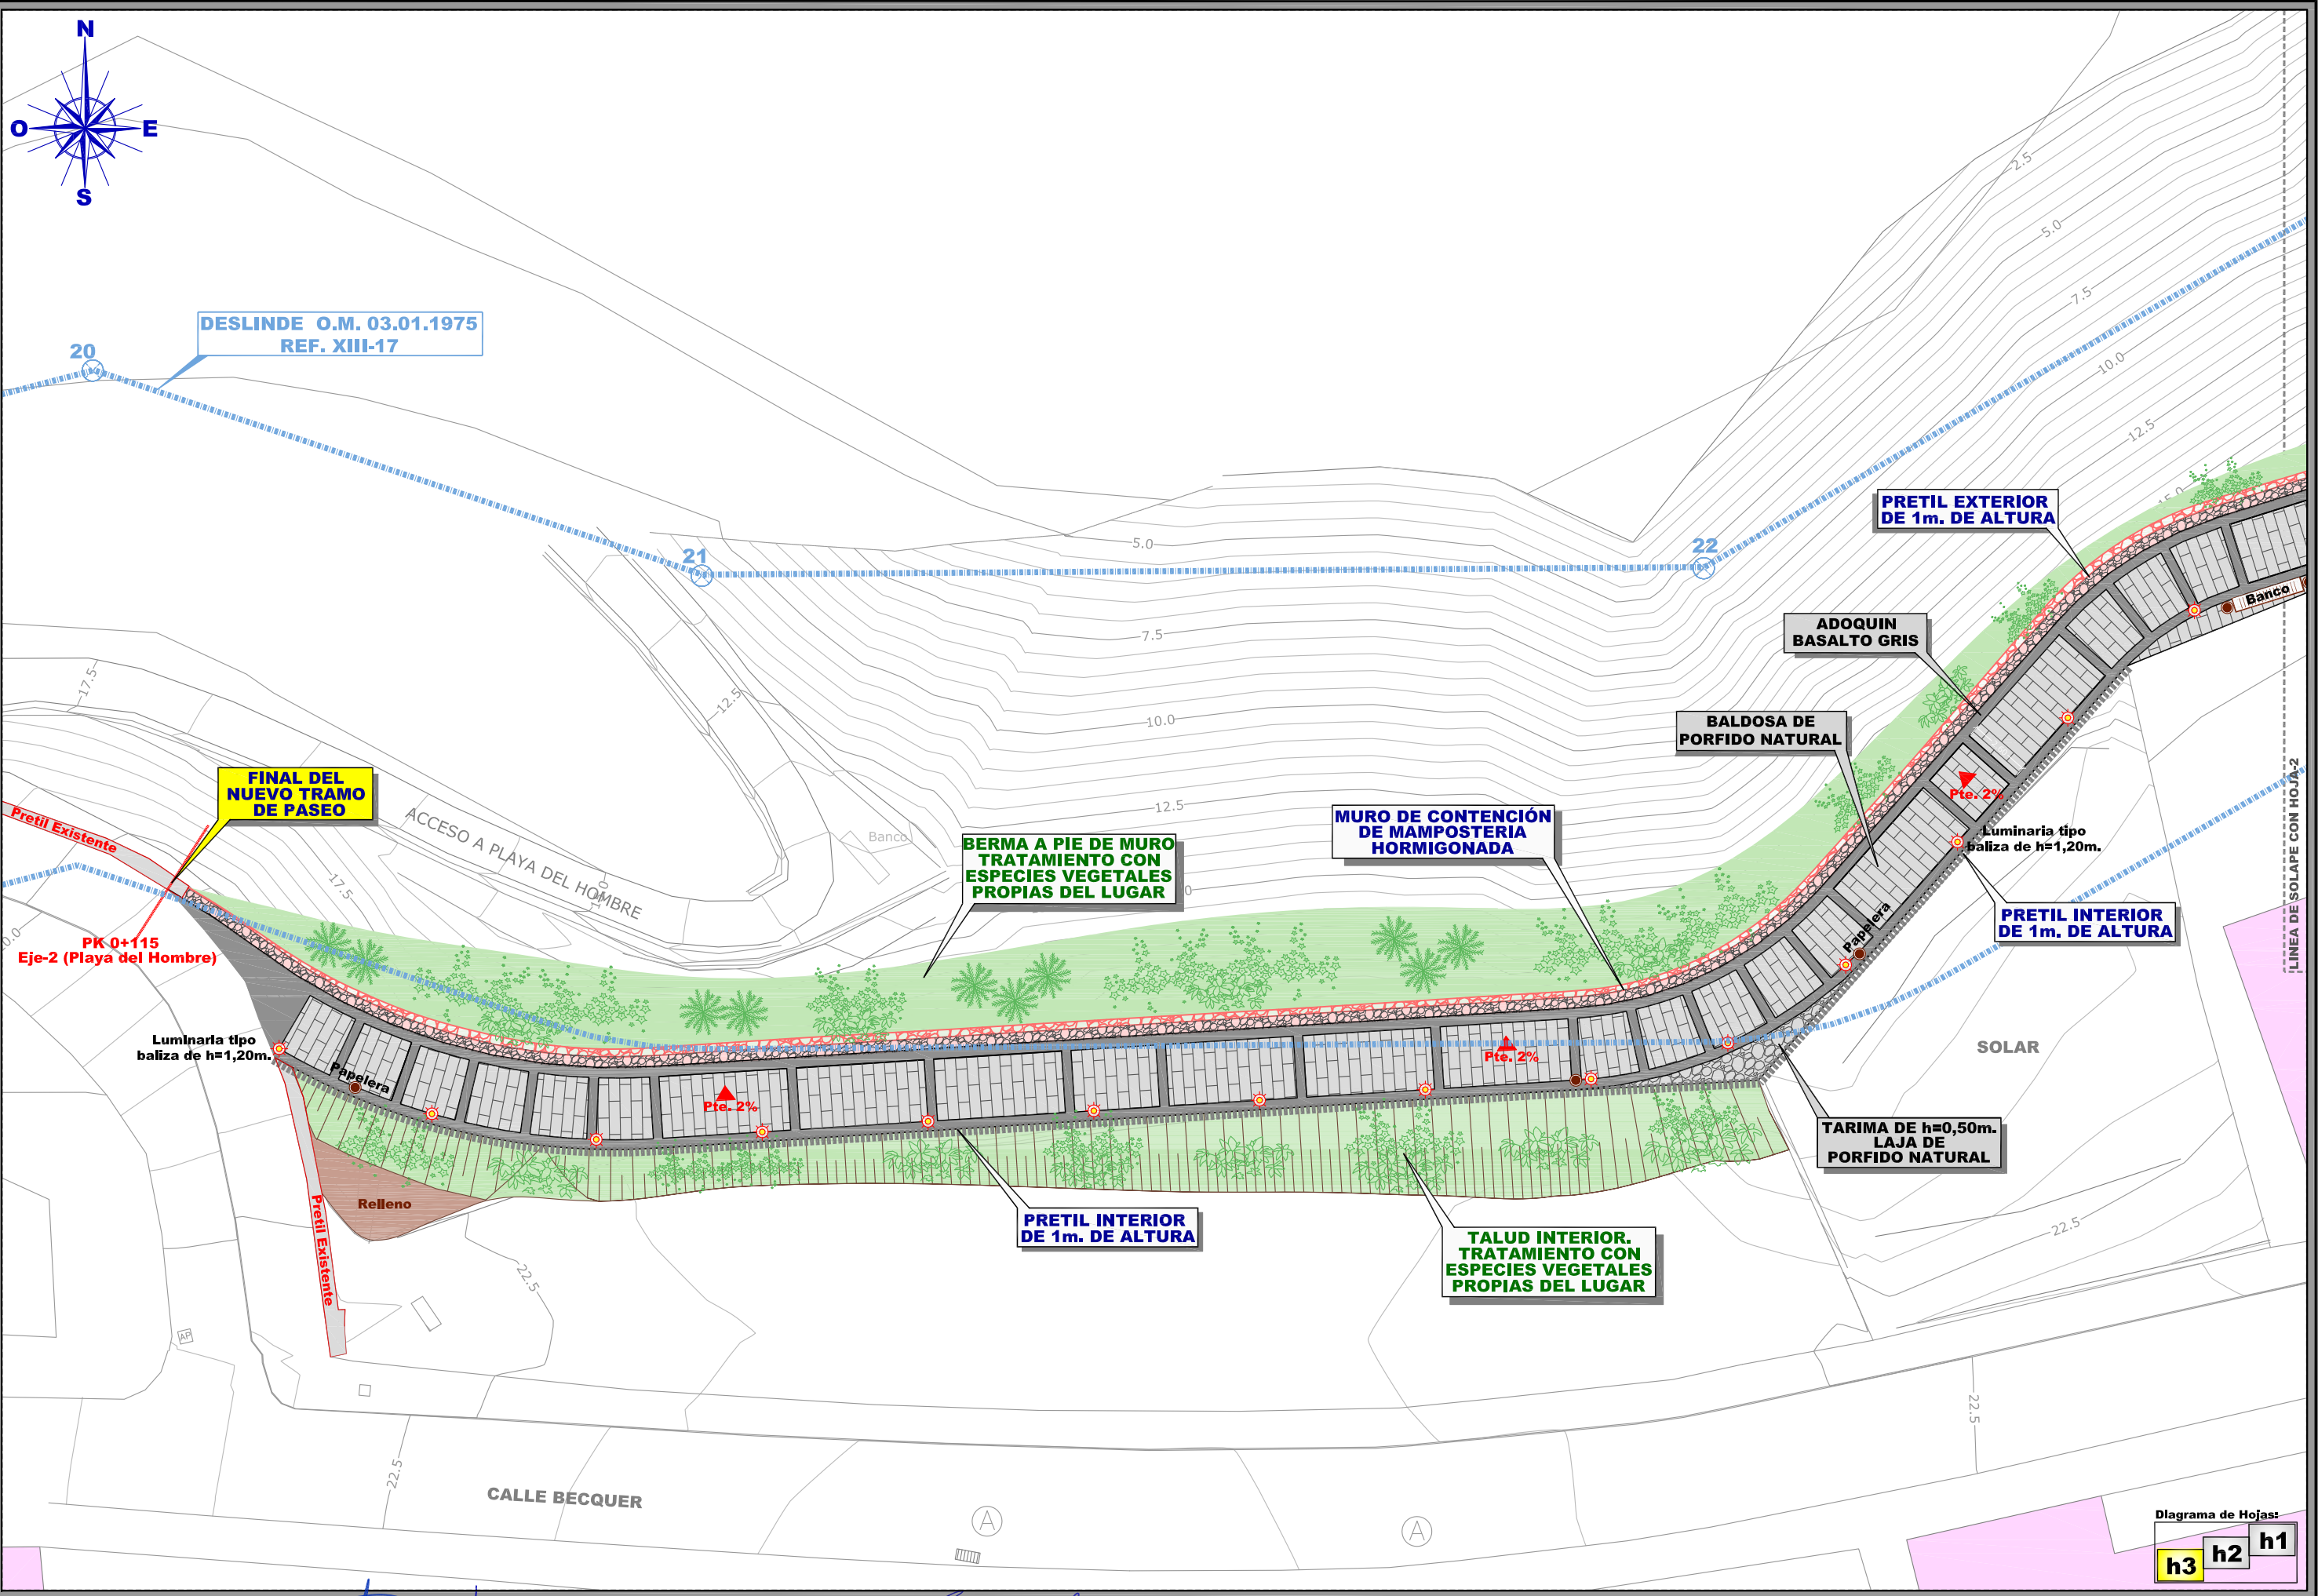 N
O
E
S
2.5
5.0
7.5
10.0
12.5
15.0
DESLINDE O.M. 03.01.1975
REF. XIII-17
20
21
22
5.0
7.5
10.0
12.5
PRETIL EXTERIOR
DE 1m. DE ALTURA
Banco
ADOQUIN
BASALTO GRIS
BALDOSA DE
PORFIDO NATURAL
17.5
12.5
FINAL DEL
NUEVO TRAMO
DE PASEO
Pretil Existente
ACCESO A PLAYA DEL HOMBRE
17.5
Banco
BERMA A PIE DE MURO
TRATAMIENTO CON
ESPECIES VEGETALES
PROPIAS DEL LUGAR
MURO DE CONTENCIÓN
DE MAMPOSTERIA
HORMIGONADA
Pte. 2%
Luminaria tipo
baliza de h=1,20m.
LINEA DE SOLAPE CON HOJA-2
Papelera
PRETIL INTERIOR
DE 1m. DE ALTURA
PK 0+115
Eje-2 (Playa del Hombre)
Luminaria tipo
baliza de h=1,20m.
Papelera
Pte. 2%
Pte. 2%
SOLAR
TARIMA DE h=0,50m.
LAJA DE
PORFIDO NATURAL
Relleno
Pretil Existente
PRETIL INTERIOR
DE 1m. DE ALTURA
TALUD INTERIOR.
TRATAMIENTO CON
ESPECIES VEGETALES
PROPIAS DEL LUGAR
22.5
22.5
AP
22.5
22.5
CALLE BECQUER
A
A
Diagrama de Hojas:
h3
h2
h1